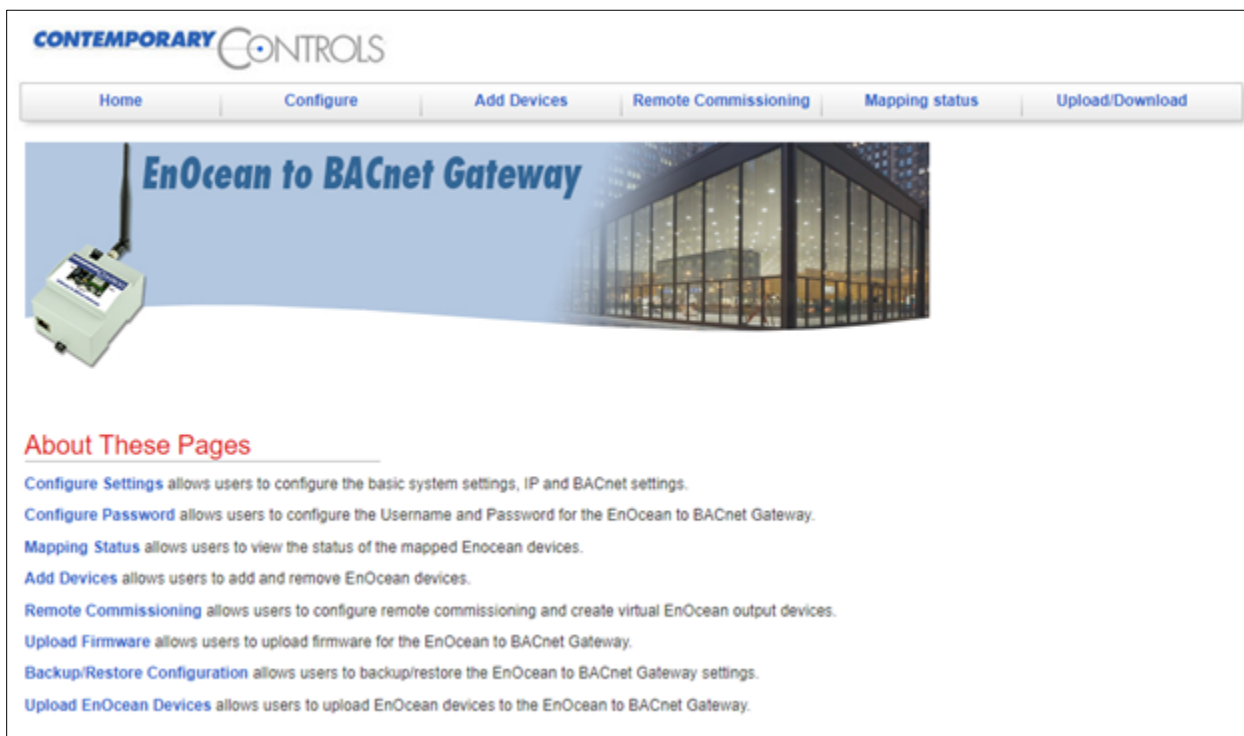 CONTEMPORARY CONTROLS
Home Configure Add Devices Remote Commissioning Mapping status Upload/Download
EnOcean to BACnet Gateway
About These Pages
Configure Settings allows users to configure the basic system settings, IP and BACnet settings.
Configure Password allows users to configure the Username and Password for the EnOcean to BACnet Gateway.
Mapping Status allows users to view the status of the mapped Enocean devices.
Add Devices allows users to add and remove EnOcean devices.
Remote Commissioning allows users to configure remote commissioning and create virtual EnOcean output devices.
Upload Firmware allows users to upload firmware for the EnOcean to BACnet Gateway.
Backup/Restore Configuration allows users to backup/restore the EnOcean to BACnet Gateway settings.
Upload EnOcean Devices allows users to upload EnOcean devices to the EnOcean to BACnet Gateway.